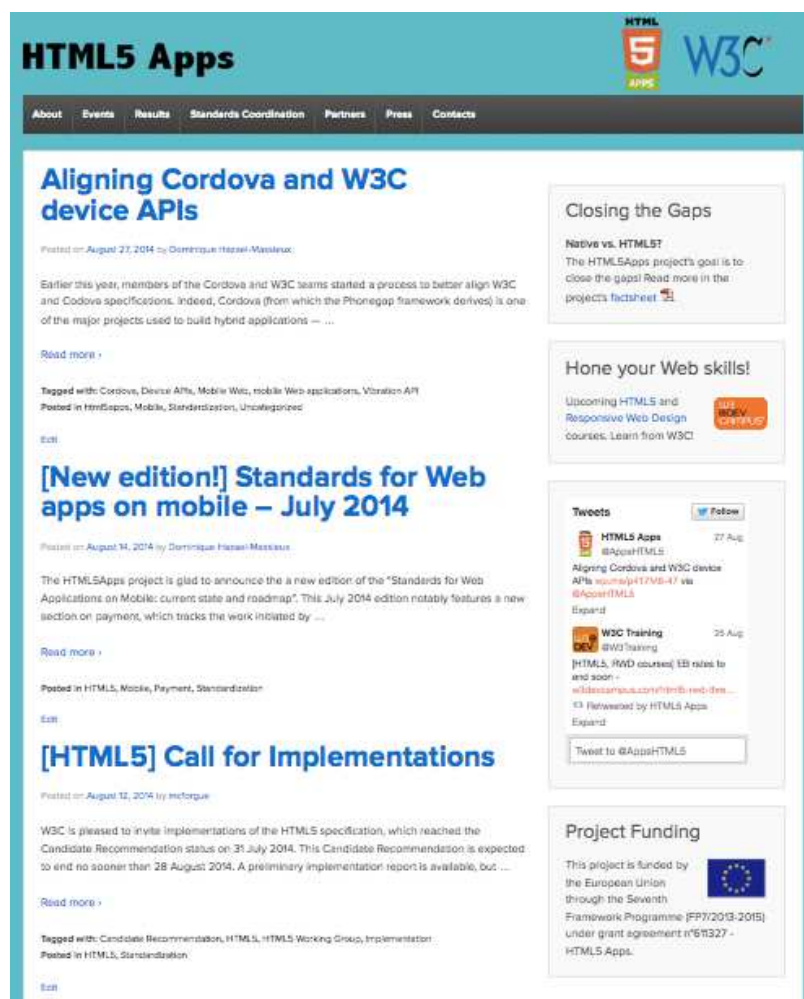 HTML5 Apps
HTML
5
APPS
W3C
About Events Results Standards Coordination Partners Press Contacts
Aligning Cordova and W3C
device APIs
Posted on August 27, 2014 by Dominique Hazael-Massieux
Earlier this year, members of the Cordova and W3C teams started a process to better align W3C
and Codova specifications. Indeed, Cordova (from which the Phonegap framework derives) is one
of the major projects used to build hybrid applications — …
Read more ›
Tagged with: Cordova, Device APIs, Mobile Web, mobile Web applications, Vibration API
Posted in html5apps, Mobile, Standardization, Uncategorized
Edit
[New edition!] Standards for Web
apps on mobile – July 2014
Posted on August 14, 2014 by Dominique Hazael-Massieux
The HTML5Apps project is glad to announce the a new edition of the "Standards for Web
Applications on Mobile: current state and roadmap". This July 2014 edition notably features a new
section on payment, which tracks the work initiated by …
Read more ›
Posted in HTML5, Mobile, Payment, Standardization
Edit
[HTML5] Call for Implementations
Posted on August 12, 2014 by mcforgue
W3C is pleased to invite implementations of the HTML5 specification, which reached the
Candidate Recommendation status on 31 July 2014. This Candidate Recommendation is expected
to end no sooner than 28 August 2014. A preliminary implementation report is available, but …
Read more ›
Tagged with: Candidate Recommendation, HTML5, HTML5 Working Group, Implementation
Posted in HTML5, Standardization
Edit
Closing the Gaps
Native vs. HTML5?
The HTML5Apps project's goal is to
close the gaps! Read more in the
project's factsheet
Hone your Web skills!
Upcoming HTML5 and
Responsive Web Design
courses. Learn from W3C!
Tweets Follow
HTML5 Apps 27 Aug
@AppsHTML5
Aligning Cordova and W3C device
APIs via
@AppsHTML5
Expand
W3C Training 25 Aug
@W3Training
[HTML5, RWD courses] EB rates to
end soon -
Retweeted by HTML5 Apps
Expand
Tweet to @AppsHTML5
Project Funding
This project is funded by
the European Union
through the Seventh
Framework Programme (FP7/2013-2015)
under grant agreement n°611327 -
HTML5 Apps.